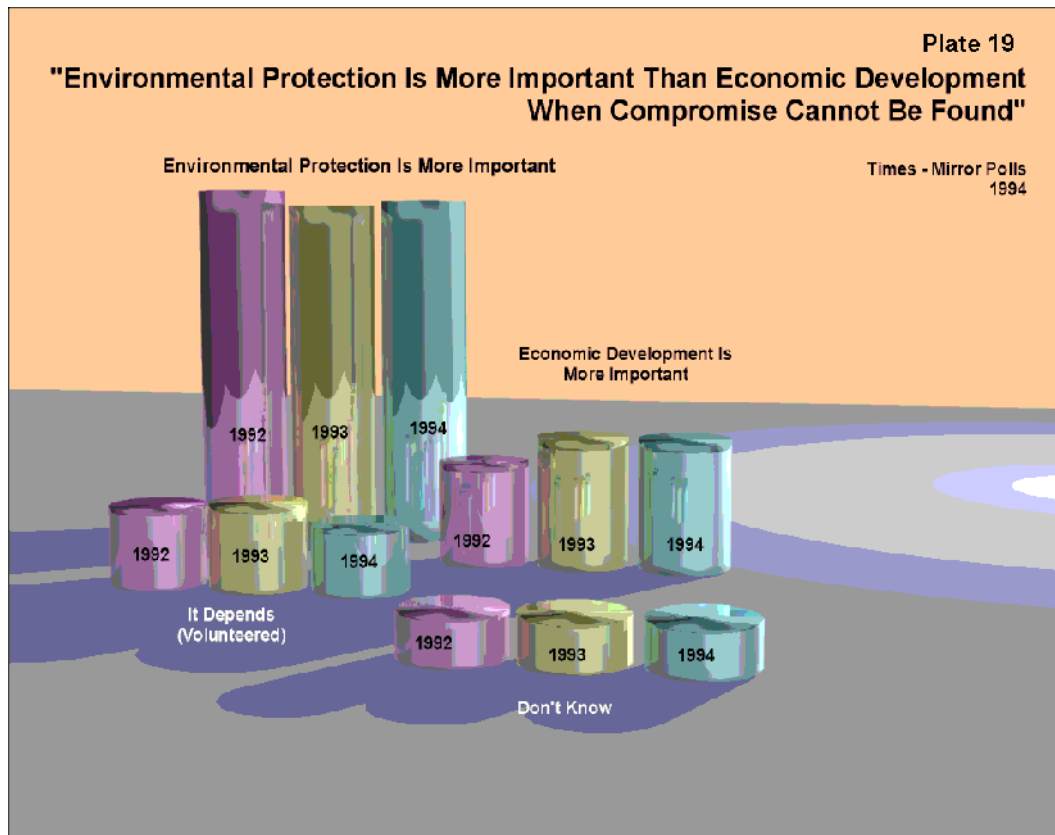 Plate 19
"Environmental Protection Is More Important Than Economic Development
When Compromise Cannot Be Found"
Environmental Protection Is More Important
Times - Mirror Polls
1994
Economic Development Is
More Important
1992
1993
1994
1992
1993
1994
1992
1993
1994
It Depends
(Volunteered)
1992
1993
1994
Don't Know